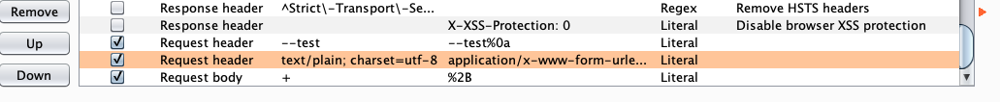 Remove
Response header ^Strict\-Transport\-Se... Regex Remove HSTS headers
Response header X-XSS-Protection: 0 Literal Disable browser XSS protection
Up
Request header --test --test%0a Literal
Request header text/plain; charset=utf-8 application/x-www-form-urle... Literal
Down
Request body + %2B Literal